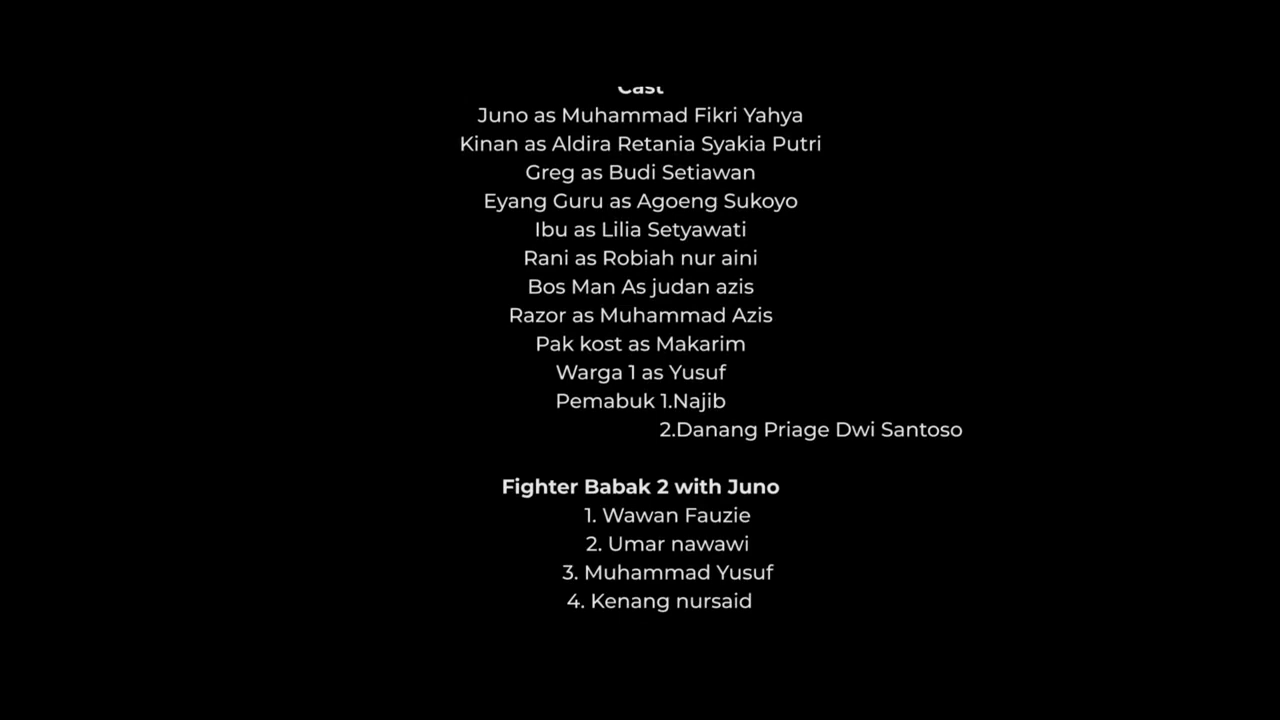 Cast
Juno as Muhammad Fikri Yahya
Kinan as Aldira Retania Syakia Putri
Greg as Budi Setiawan
Eyang Guru as Agoeng Sukoyo
Ibu as Lilia Setyawati
Rani as Robiah nur aini
Bos Man As judan azis
Razor as Muhammad Azis
Pak kost as Makarim
Warga 1 as Yusuf
Pemabuk 1.Najib
2.Danang Priage Dwi Santoso
Fighter Babak 2 with Juno
1. Wawan Fauzie
2. Umar nawawi
3. Muhammad Yusuf
4. Kenang nursaid